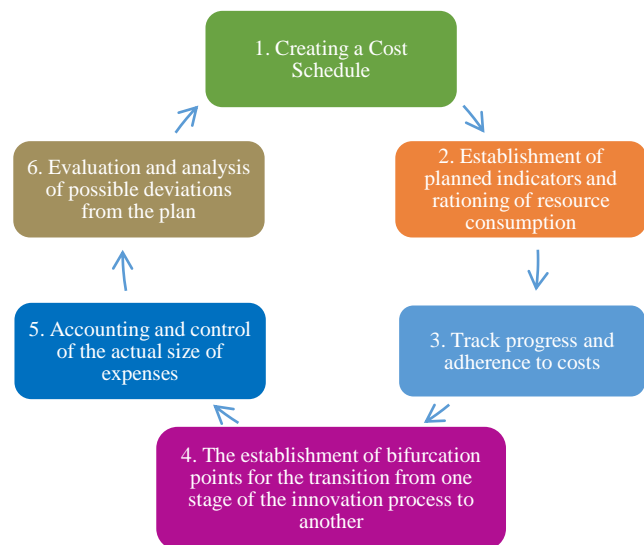 1. Creating a Cost
Schedule
2. Establishment of
planned indicators and
rationing of resource
consumption
3. Track progress and
adherence to costs
4. The establishment of bifurcation
points for the transition from one
stage of the innovation process to
another
5. Accounting and control
of the actual size of
expenses
6. Evaluation and analysis
of possible deviations
from the plan